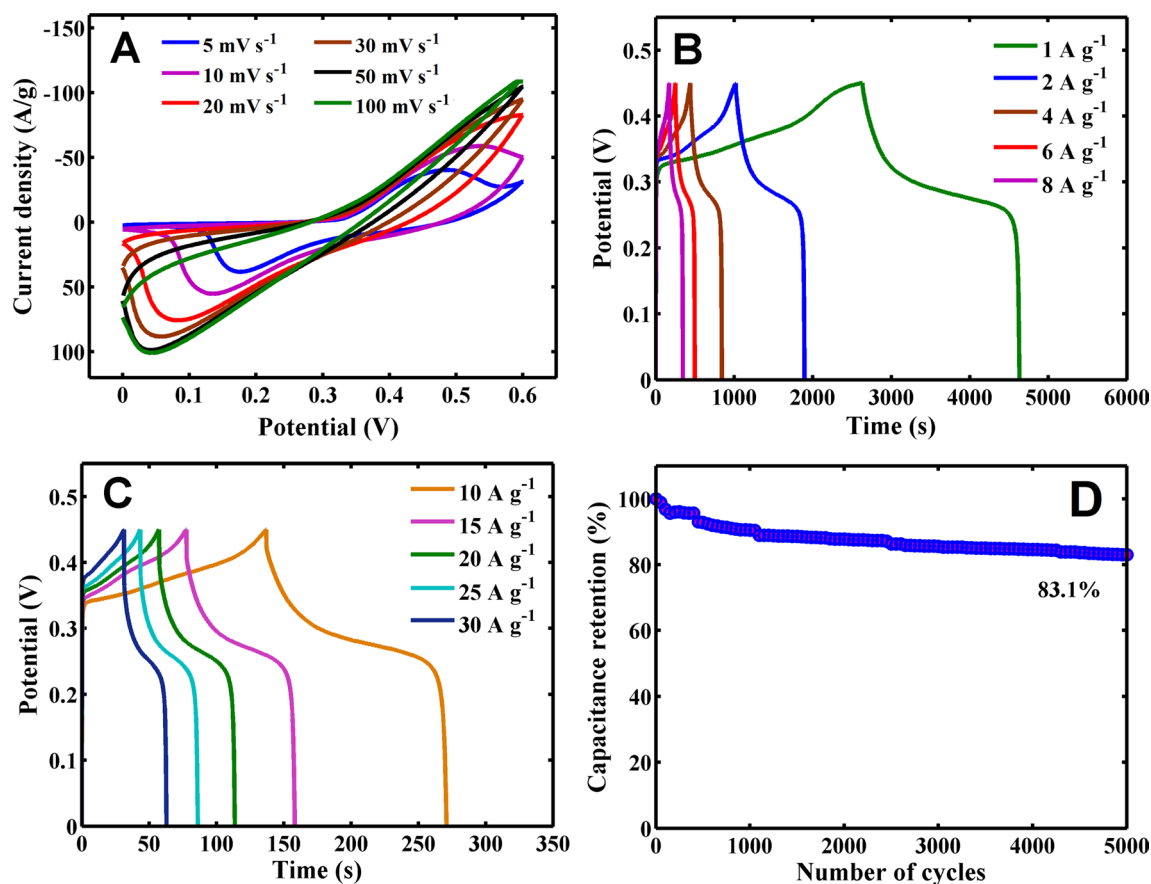 A
5 mV s-1
10 mV s-1
20 mV s-1
30 mV s-1
50 mV s-1
100 mV s-1
-150
-100
-50
0
50
100
Current density (A/g)
0 0.1 0.2 0.3 0.4 0.5 0.6
Potential (V)
B
1 A g-1
2 A g-1
4 A g-1
6 A g-1
8 A g-1
0.5
0.4
0.3
0.2
0.1
0
Potential (V)
0 1000 2000 3000 4000 5000 6000
Time (s)
C
10 A g-1
15 A g-1
20 A g-1
25 A g-1
30 A g-1
0.5
0.4
0.3
0.2
0.1
0
Potential (V)
0 50 100 150 200 250 300 350
Time (s)
D
100
80
60
40
20
0
Capacitance retention (%)
83.1%
0 1000 2000 3000 4000 5000
Number of cycles